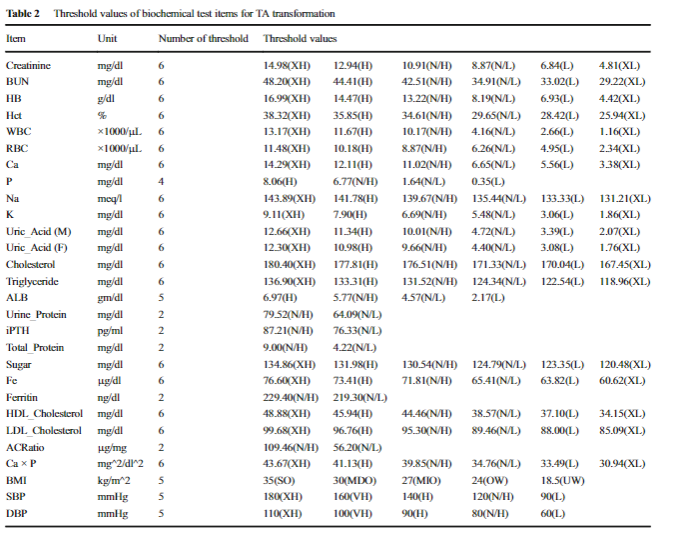 Table 2 Threshold values of biochemical test items for TA transformation
Item Unit Number of threshold Threshold values
Creatinine mg/dl 6 14.98(XH) 12.94(H) 10.91(N/H) 8.87(N/L) 6.84(L) 4.81(XL)
BUN mg/dl 6 48.20(XH) 44.41(H) 42.51(N/H) 34.91(N/L) 33.02(L) 29.22(XL)
HB g/dl 6 16.99(XH) 14.47(H) 13.22(N/H) 8.19(N/L) 6.93(L) 4.42(XL)
Hct % 6 38.32(XH) 35.85(H) 34.61(N/H) 29.65(N/L) 28.42(L) 25.94(XL)
WBC ×1000/μL 6 13.17(XH) 11.67(H) 10.17(N/H) 4.16(N/L) 2.66(L) 1.16(XL)
RBC ×1000/μL 6 11.48(XH) 10.18(H) 8.87(N/H) 6.26(N/L) 4.95(L) 2.34(XL)
Ca mg/dl 6 14.29(XH) 12.11(H) 11.02(N/H) 6.65(N/L) 5.56(L) 3.38(XL)
P mg/dl 4 8.06(H) 6.77(N/H) 1.64(N/L) 0.35(L)
Na meq/l 6 143.89(XH) 141.78(H) 139.67(N/H) 135.44(N/L) 133.33(L) 131.21(XL)
K mg/dl 6 9.11(XH) 7.90(H) 6.69(N/H) 5.48(N/L) 3.06(L) 1.86(XL)
Uric_Acid (M) mg/dl 6 12.66(XH) 11.34(H) 10.01(N/H) 4.72(N/L) 3.39(L) 2.07(XL)
Uric_Acid (F) mg/dl 6 12.30(XH) 10.98(H) 9.66(N/H) 4.40(N/L) 3.08(L) 1.76(XL)
Cholesterol mg/dl 6 180.40(XH) 177.81(H) 176.51(N/H) 171.33(N/L) 170.04(L) 167.45(XL)
Triglyceride mg/dl 6 136.90(XH) 133.31(H) 131.52(N/H) 124.34(N/L) 122.54(L) 118.96(XL)
ALB gm/dl 5 6.97(H) 5.77(N/H) 4.57(N/L) 2.17(L)
Urine_Protein mg/dl 2 79.52(N/H) 64.09(N/L)
iPTH pg/ml 2 87.21(N/H) 76.33(N/L)
Total_Protein mg/dl 2 9.00(N/H) 4.22(N/L)
Sugar mg/dl 6 134.86(XH) 131.98(H) 130.54(N/H) 124.79(N/L) 123.35(L) 120.48(XL)
Fe μg/dl 6 76.60(XH) 73.41(H) 71.81(N/H) 65.41(N/L) 63.82(L) 60.62(XL)
Ferritin ng/dl 2 229.40(N/H) 219.30(N/L)
HDL_Cholesterol mg/dl 6 48.88(XH) 45.94(H) 44.46(N/H) 38.57(N/L) 37.10(L) 34.15(XL)
LDL_Cholesterol mg/dl 6 99.68(XH) 96.76(H) 95.30(N/H) 89.46(N/L) 88.00(L) 85.09(XL)
ACRatio μg/mg 2 109.46(N/H) 56.20(N/L)
Ca × P mg^2/dl^2 6 43.67(XH) 41.13(H) 39.85(N/H) 34.76(N/L) 33.49(L) 30.94(XL)
BMI kg/m^2 5 35(SO) 30(MDO) 27(MIO) 24(OW) 18.5(UW)
SBP mmHg 5 180(XH) 160(VH) 140(H) 120(N/H) 90(L)
DBP mmHg 5 110(XH) 100(VH) 90(H) 80(N/H) 60(L)